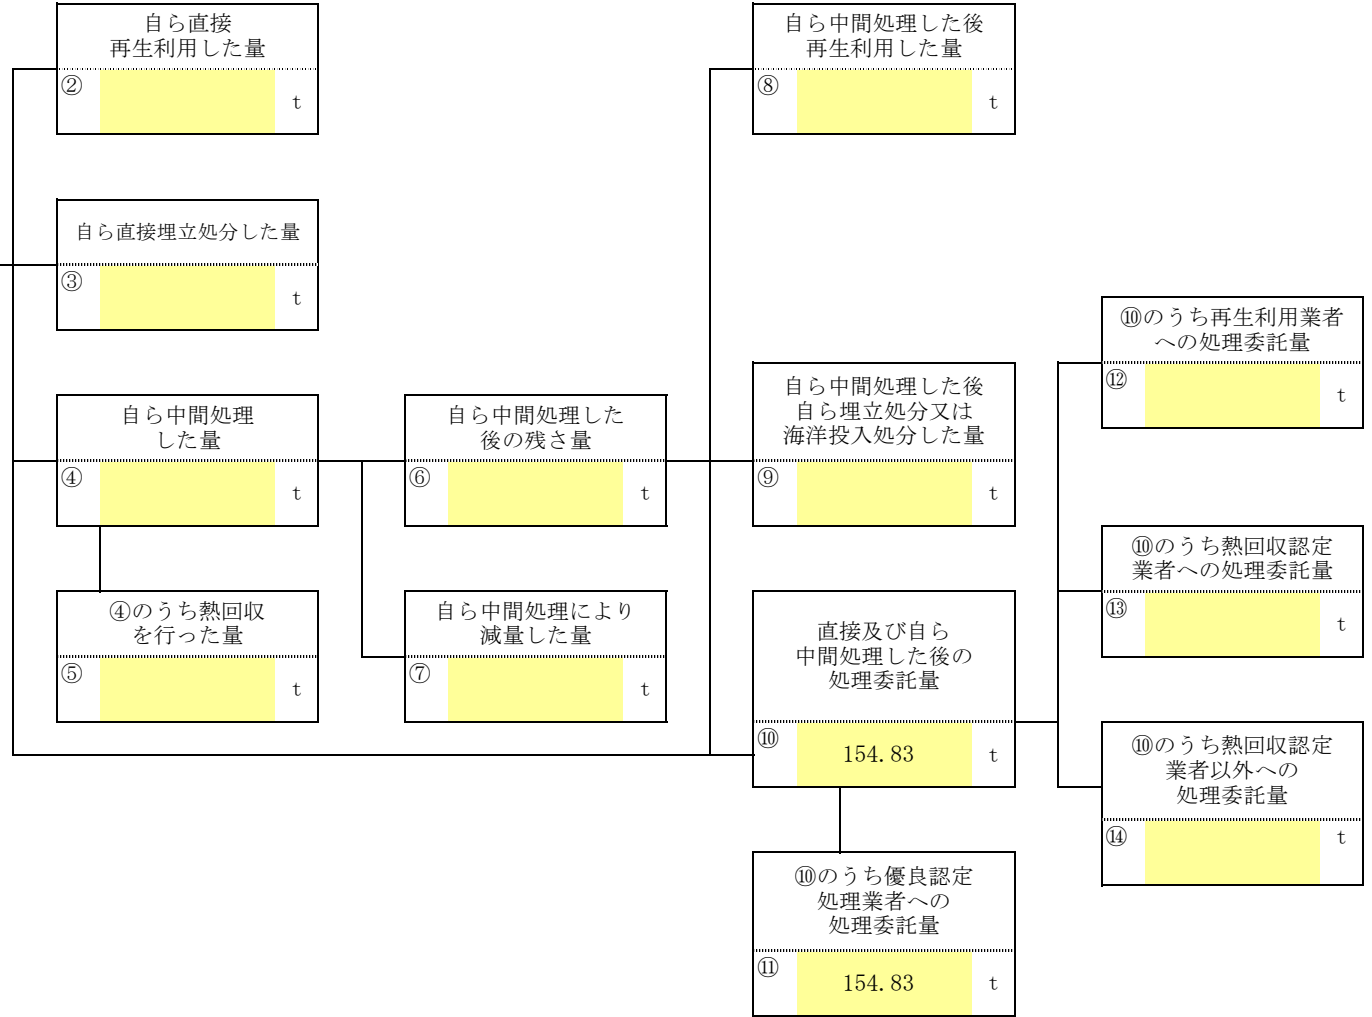 自ら直接
再生利用した量
②
t
自ら中間処理した後
再生利用した量
⑧
t
自ら直接埋立処分した量
③
t
⑩のうち再生利用業者
への処理委託量
⑫
t
自ら中間処理
した量
④
t
自ら中間処理した
後の残さ量
⑥
t
自ら中間処理した後
自ら埋立処分又は
海洋投入処分した量
⑨
t
⑩のうち熱回収認定
業者への処理委託量
⑬
t
④のうち熱回収
を行った量
⑤
t
自ら中間処理により
減量した量
⑦
t
直接及び自ら
中間処理した後の
処理委託量
⑩
154.83
t
⑩のうち熱回収認定
業者以外への
処理委託量
⑭
t
⑩のうち優良認定
処理業者への
処理委託量
⑪
154.83
t